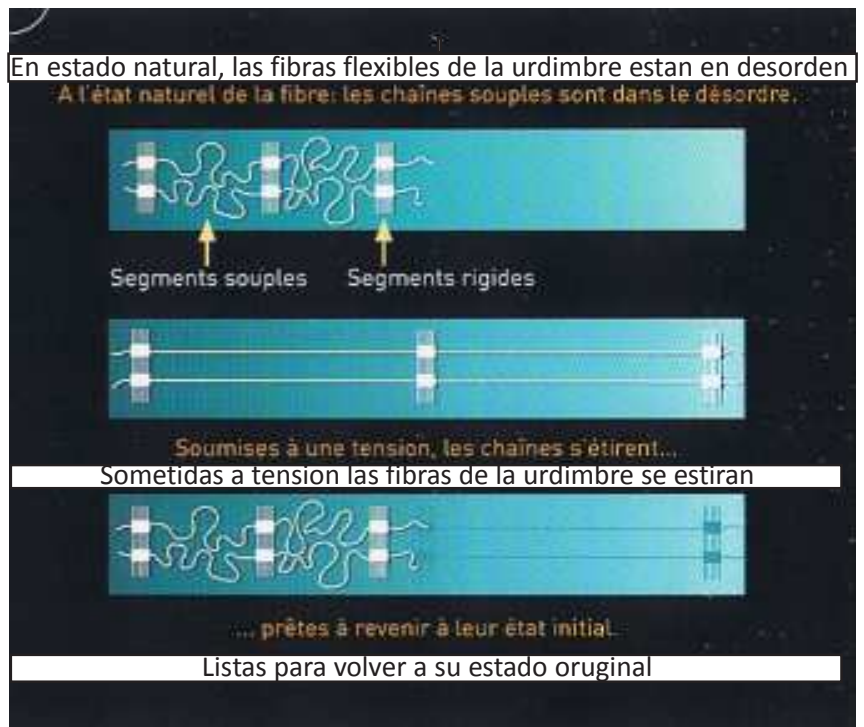 En estado natural, las fibras flexibles de la urdimbre estan en desorden
A l'état naturel de la fibre: les chaînes souples sont dans le désordre.
Segments souples Segments rigides
Soumises à une tension, les chaînes s'étirent...
Sometidas a tension las fibras de la urdimbre se estiran
.... prêtes à revenir à leur état initial.
Listas para volver a su estado oruginal